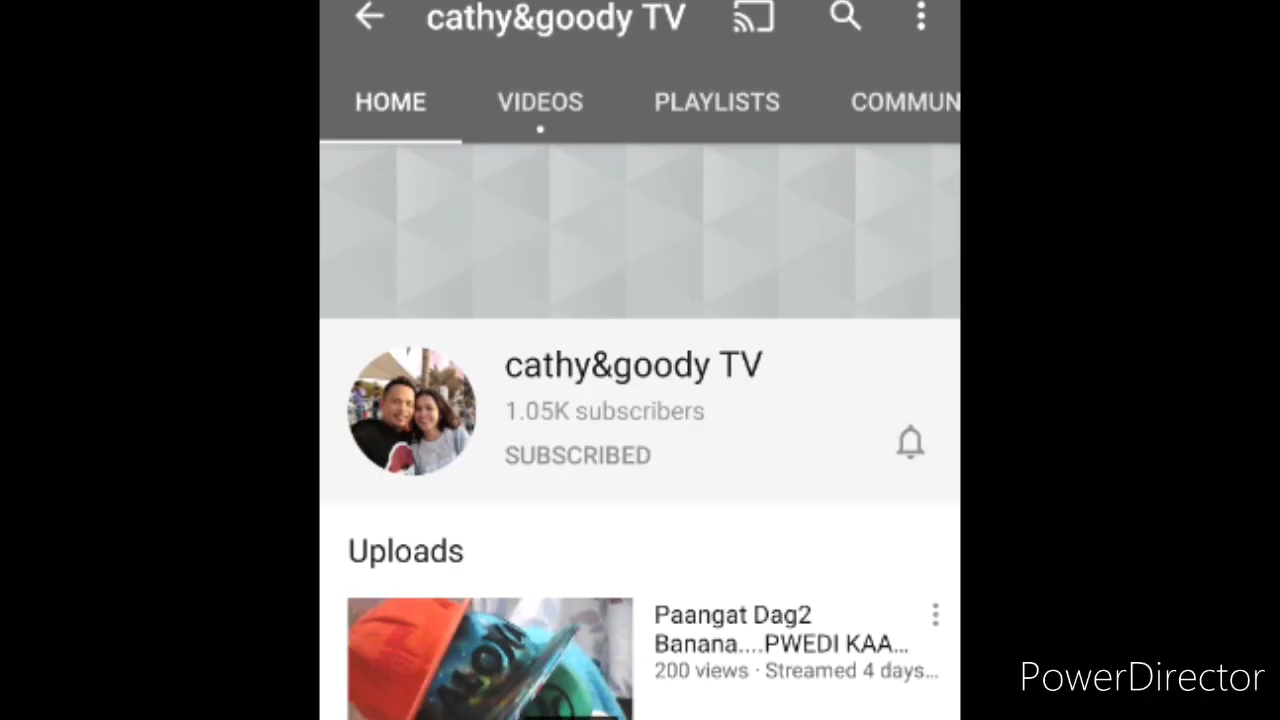 cathy&goody TV
HOME VIDEOS PLAYLISTS COMMUN
cathy&goody TV
1.05K subscribers
SUBSCRIBED
Uploads
Paangat Dag2
Banana....PWEDI KAA...
200 views · Streamed 4 days...
PowerDirector